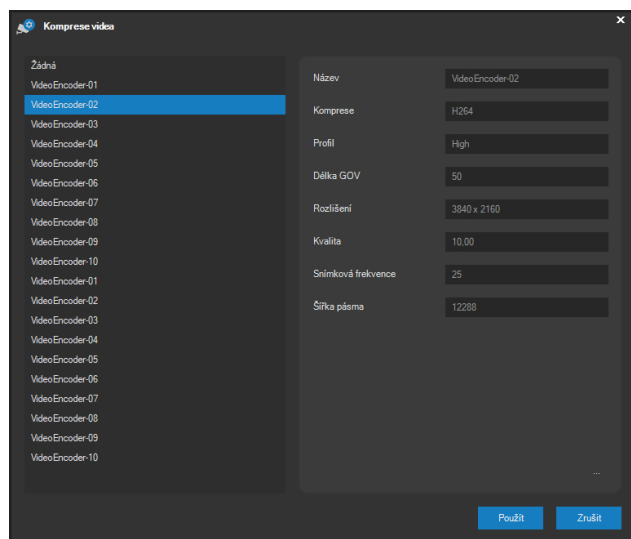 Komprese videa
×
Žádná
VideoEncoder-01
VideoEncoder-02
VideoEncoder-03
VideoEncoder-04
VideoEncoder-05
VideoEncoder-06
VideoEncoder-07
VideoEncoder-08
VideoEncoder-09
VideoEncoder-10
VideoEncoder-01
VideoEncoder-02
VideoEncoder-03
VideoEncoder-04
VideoEncoder-05
VideoEncoder-06
VideoEncoder-07
VideoEncoder-08
VideoEncoder-09
VideoEncoder-10
Název VideoEncoder-02
Komprese H264
Profil High
Délka GOV 50
Rozlišení 3840 x 2160
Kvalita 10,00
Snímková frekvence 25
Šířka pásma 12288
...
Použít Zrušit